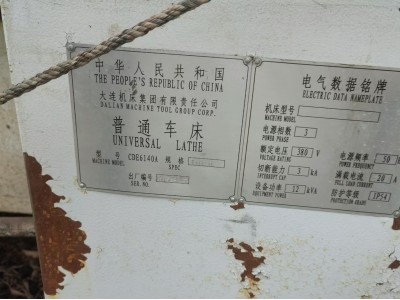 中华人民共和国
THE PEOPLE'S REPUBLIC OF CHINA
大连机床集团有限责任公司
DALIAN MACHINE TOOL GROUP CORP.
普通车床
UNIVERSAL LATHE
型号 CDE6140A 规格
MACHINE MODEL SPEC
出厂编号
SER. NO.
电气数据铭牌
ELECTRIC DATA NAMEPLATE
机床型号
MACHINE MODEL
电源相数 3
POWER PHASE
额定电压 380 V 电源频率 50
VOLTAGE RATING POWER FREQUENCY
切断能力 3 kA 满载电流 20 A
INTERRUPT CAP FULL LOAD CURRENT
设备功率 12 kVA 防护等级 IP54
EQUIPMENT POWER PROTECTION GRADE